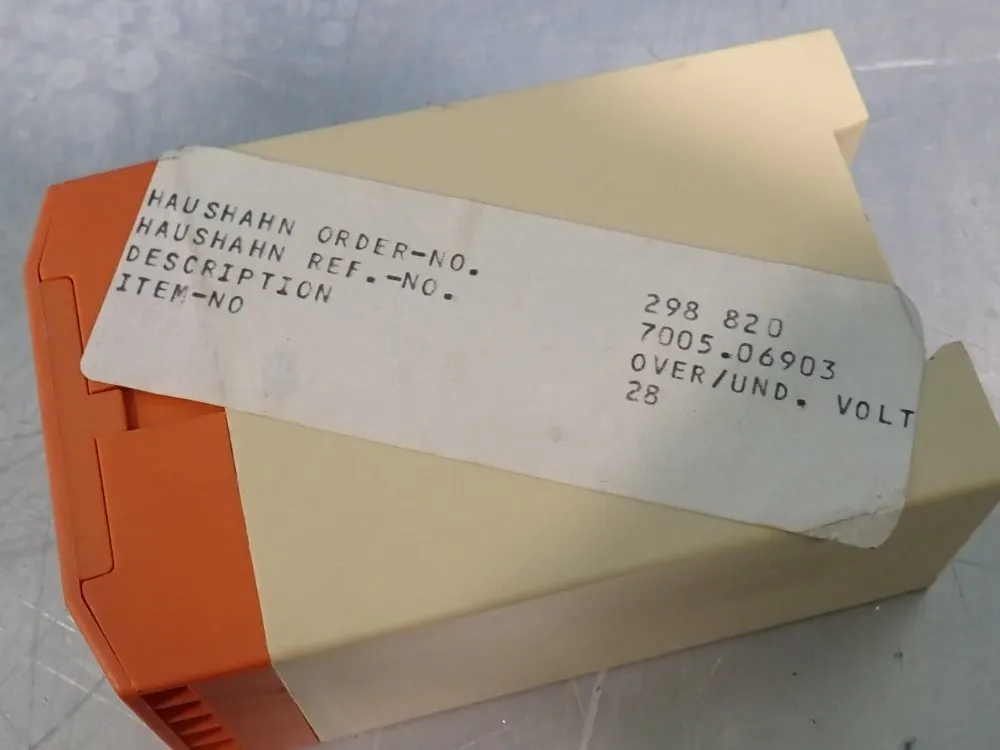 HAUSHAHN ORDER-NO. 298 820
HAUSHAHN REF.-NO. 7005.06903
DESCRIPTION OVER/UND. VOLT
ITEM-NO 28